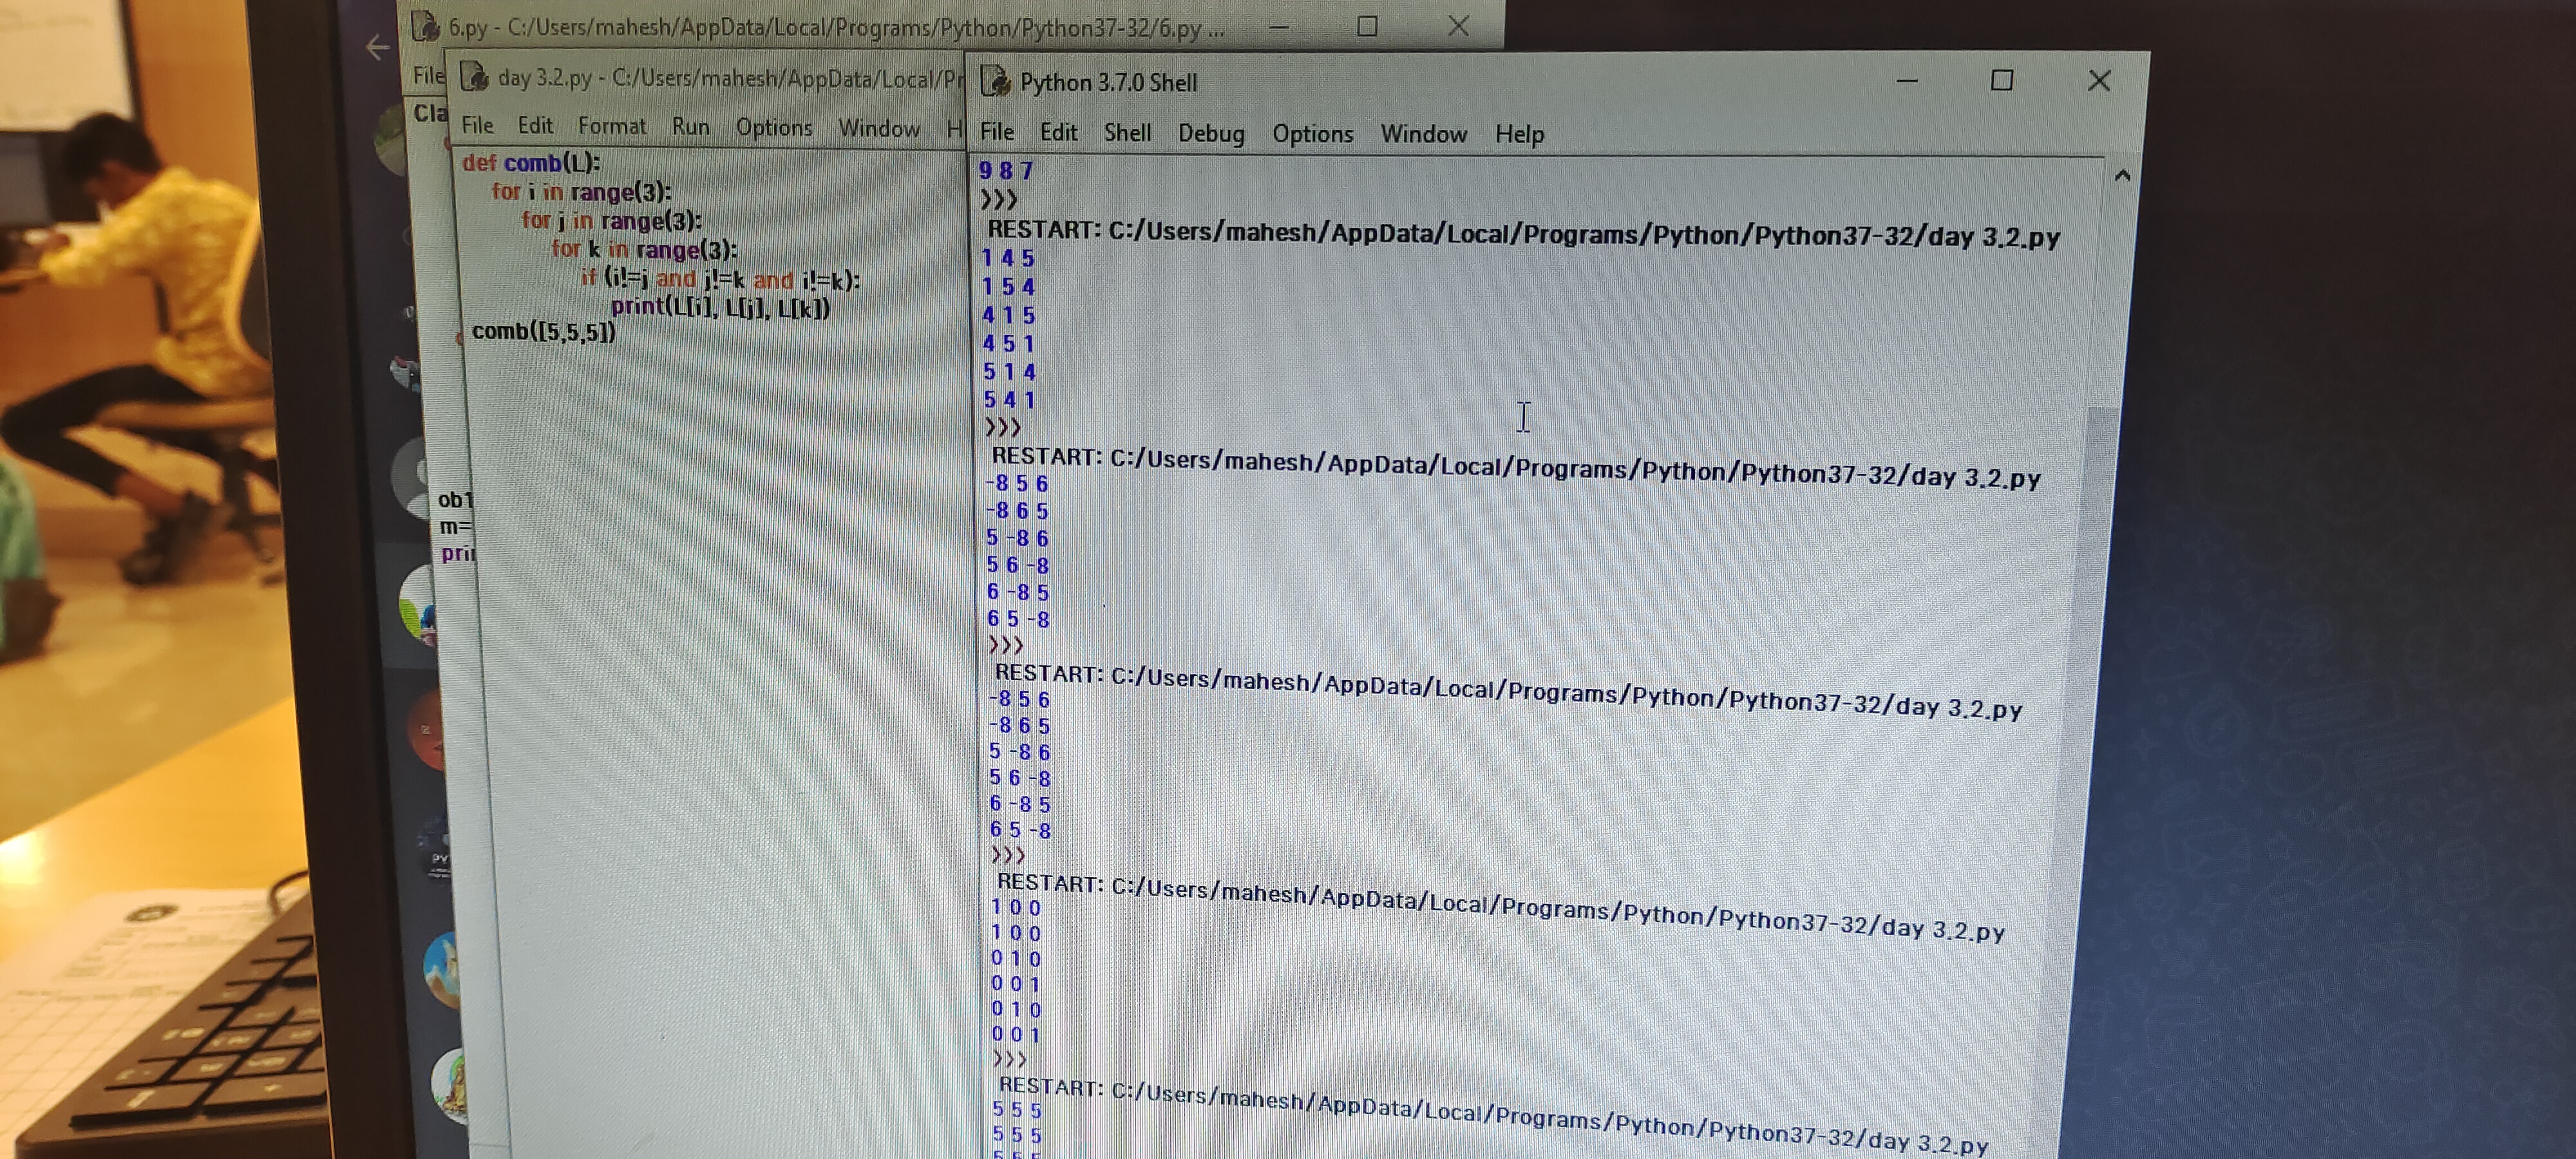 6.py - C:/Users/mahesh/AppData/Local/Programs/Python/Python37-32/6.py ...
File
Cla
ob1
m=
prin
day 3.2.py - C:/Users/mahesh/AppData/Local/Pr
File Edit Format Run Options Window H
def comb(L):
for i in range(3):
for j in range(3):
for k in range(3):
if (i!=j and j!=k and i!=k):
print(L[i], L[j], L[k])
comb([5,5,5])
Python 3.7.0 Shell
File Edit Shell Debug Options Window Help
9 8 7
>>>
RESTART: C:/Users/mahesh/AppData/Local/Programs/Python/Python37-32/day 3.2.py
1 4 5
1 5 4
4 1 5
4 5 1
5 1 4
5 4 1
>>>
RESTART: C:/Users/mahesh/AppData/Local/Programs/Python/Python37-32/day 3.2.py
-8 5 6
-8 6 5
5 -8 6
5 6 -8
6 -8 5
6 5 -8
>>>
RESTART: C:/Users/mahesh/AppData/Local/Programs/Python/Python37-32/day 3.2.py
-8 5 6
-8 6 5
5 -8 6
5 6 -8
6 -8 5
6 5 -8
>>>
RESTART: C:/Users/mahesh/AppData/Local/Programs/Python/Python37-32/day 3.2.py
1 0 0
1 0 0
0 1 0
0 0 1
0 1 0
0 0 1
>>>
RESTART: C:/Users/mahesh/AppData/Local/Programs/Python/Python37-32/day 3.2.py
5 5 5
5 5 5
5 5 5